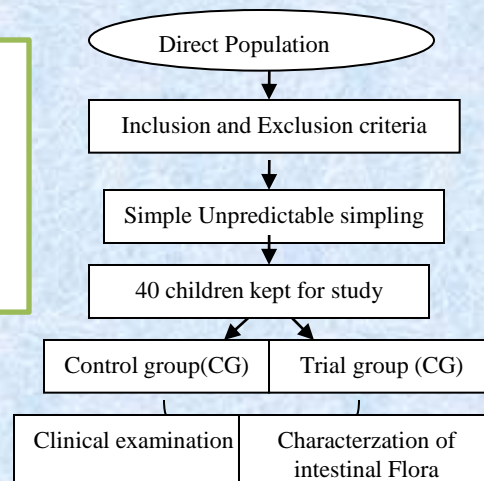 Direct Population
Inclusion and Exclusion criteria
Simple Unpredictable simpling
40 children kept for study
Control group(CG)
Trial group (CG)
Clinical examination
Characterzation of
intestinal Flora